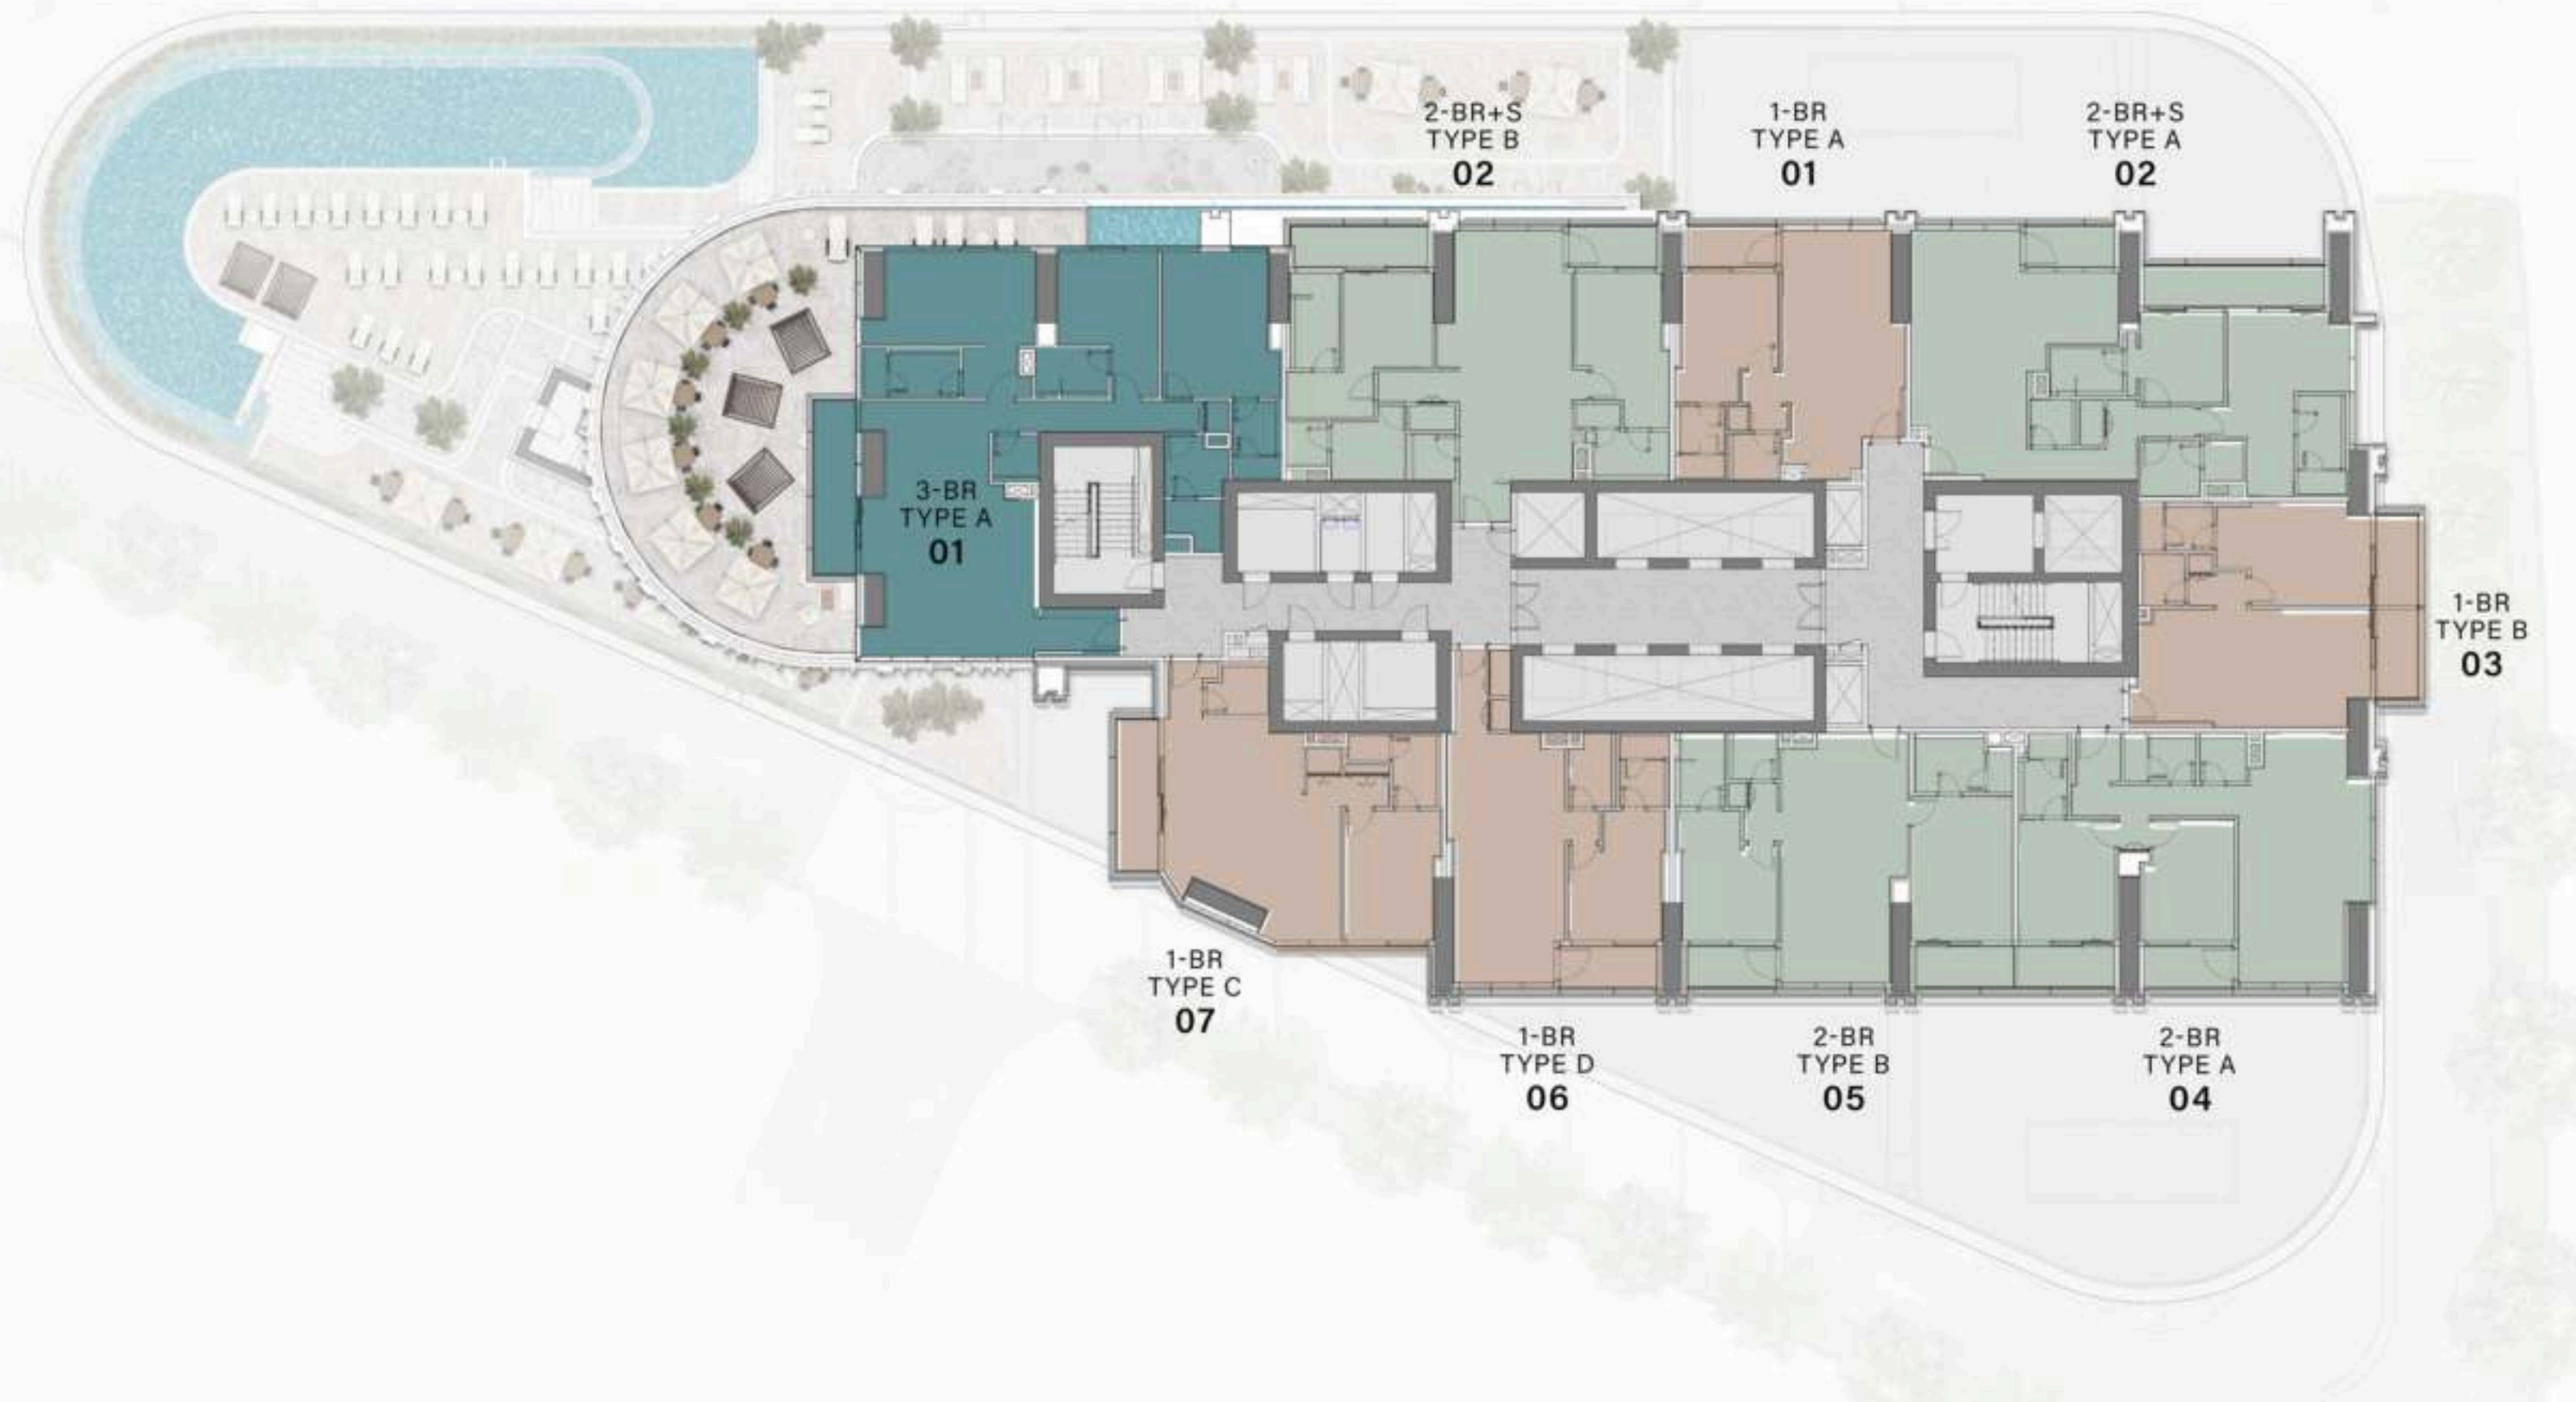 2-BR+S
TYPE B
02
1-BR
TYPE A
01
2-BR+S
TYPE A
02
3-BR
TYPE A
01
1-BR
TYPE B
03
1-BR
TYPE C
07
1-BR
TYPE D
06
2-BR
TYPE B
05
2-BR
TYPE A
04